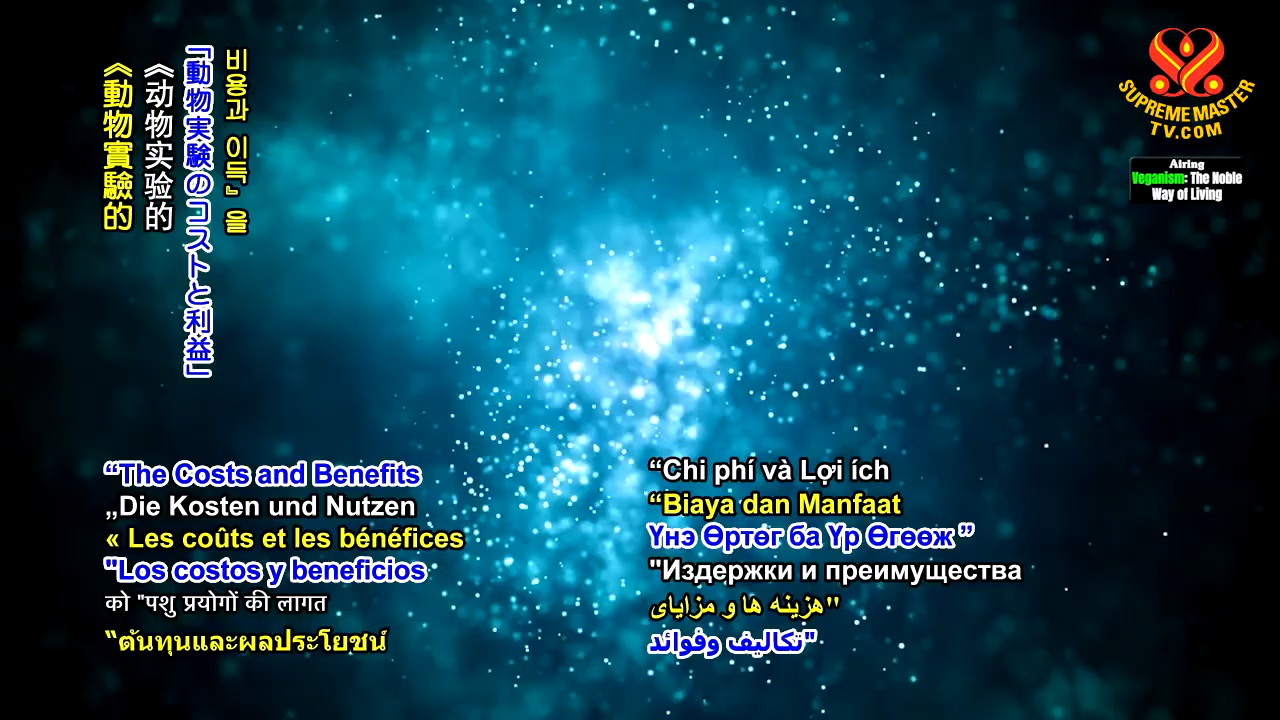 비용과 이득』을
「動物実験のコストと利益」
《动物实验的
《動物實驗的
SUPREME MASTER
TV.COM
Airing
Veganism: The Noble
Way of Living
“The Costs and Benefits
„Die Kosten und Nutzen
« Les coûts et les bénéfices
"Los costos y beneficios
को "पशु प्रयोगों की लागत
“ต้นทุนและผลประโยชน์
“Chi phí và Lợi ích
“Biaya dan Manfaat
Үнэ Өртөг ба Үр Өгөөж ”
"Издержки и преимущества
"هزینه ها و مزایای
"تكاليف وفوائد